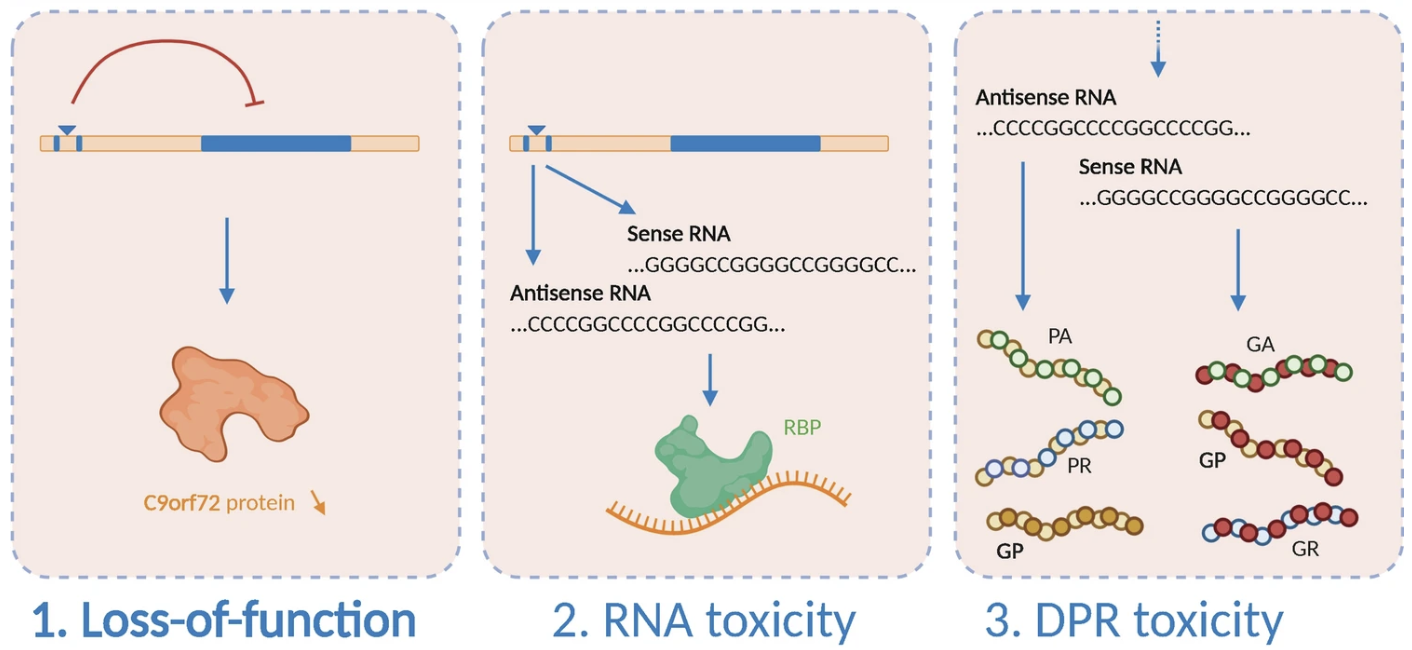 C9orf72 protein
1. Loss-of-function
Sense RNA
...GGGGCCGGGGCCGGGGCC...
Antisense RNA
...CCCCGGCCCCGGCCCCGG...
RBP
2. RNA toxicity
Antisense RNA
...CCCCGGCCCCGGCCCCGG...
Sense RNA
...GGGGCCGGGGCCGGGGCC...
PA
GA
PR
GP
GP
GR
3. DPR toxicity